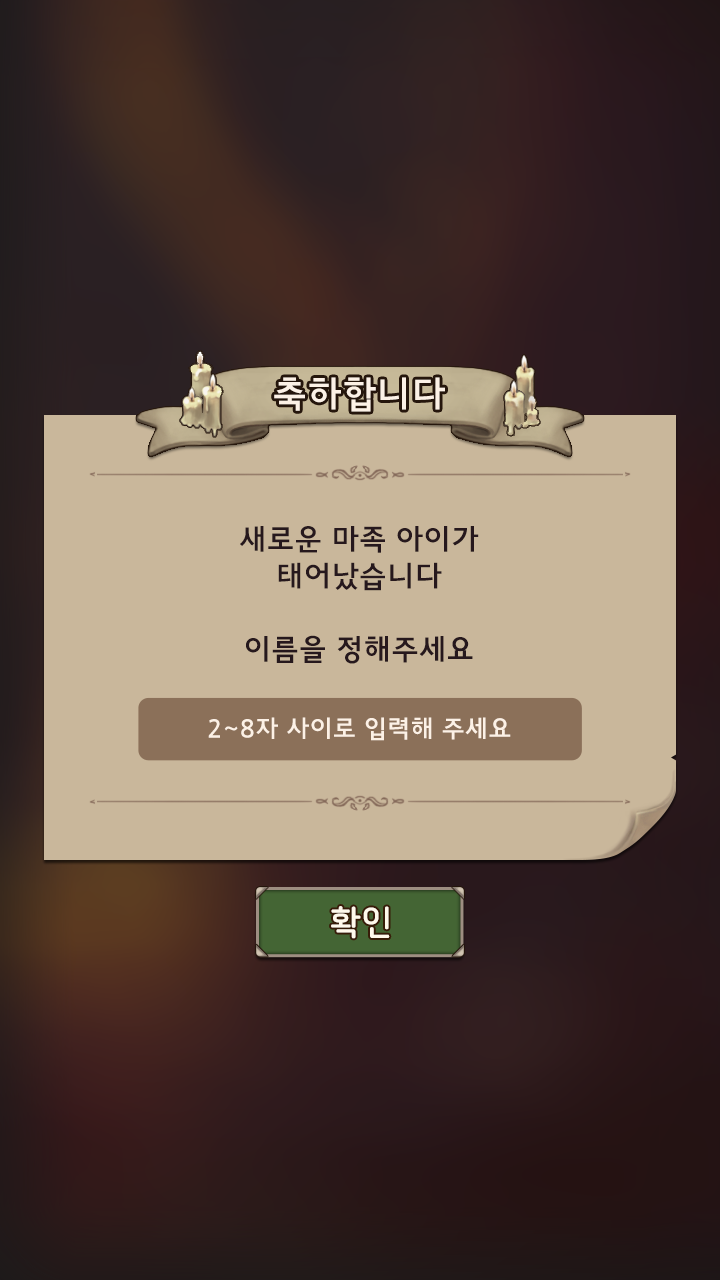 축하합니다
새로운 마족 아이가
태어났습니다
이름을 정해주세요
2~8자 사이로 입력해 주세요
확인